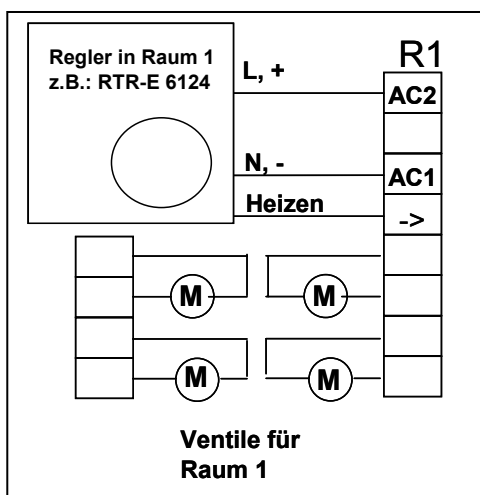 Regler in Raum 1
z.B.: RTR-E 6124
R1
L, +
AC2
N, -
AC1
Heizen
->
M
M
M
M
Ventile für
Raum 1